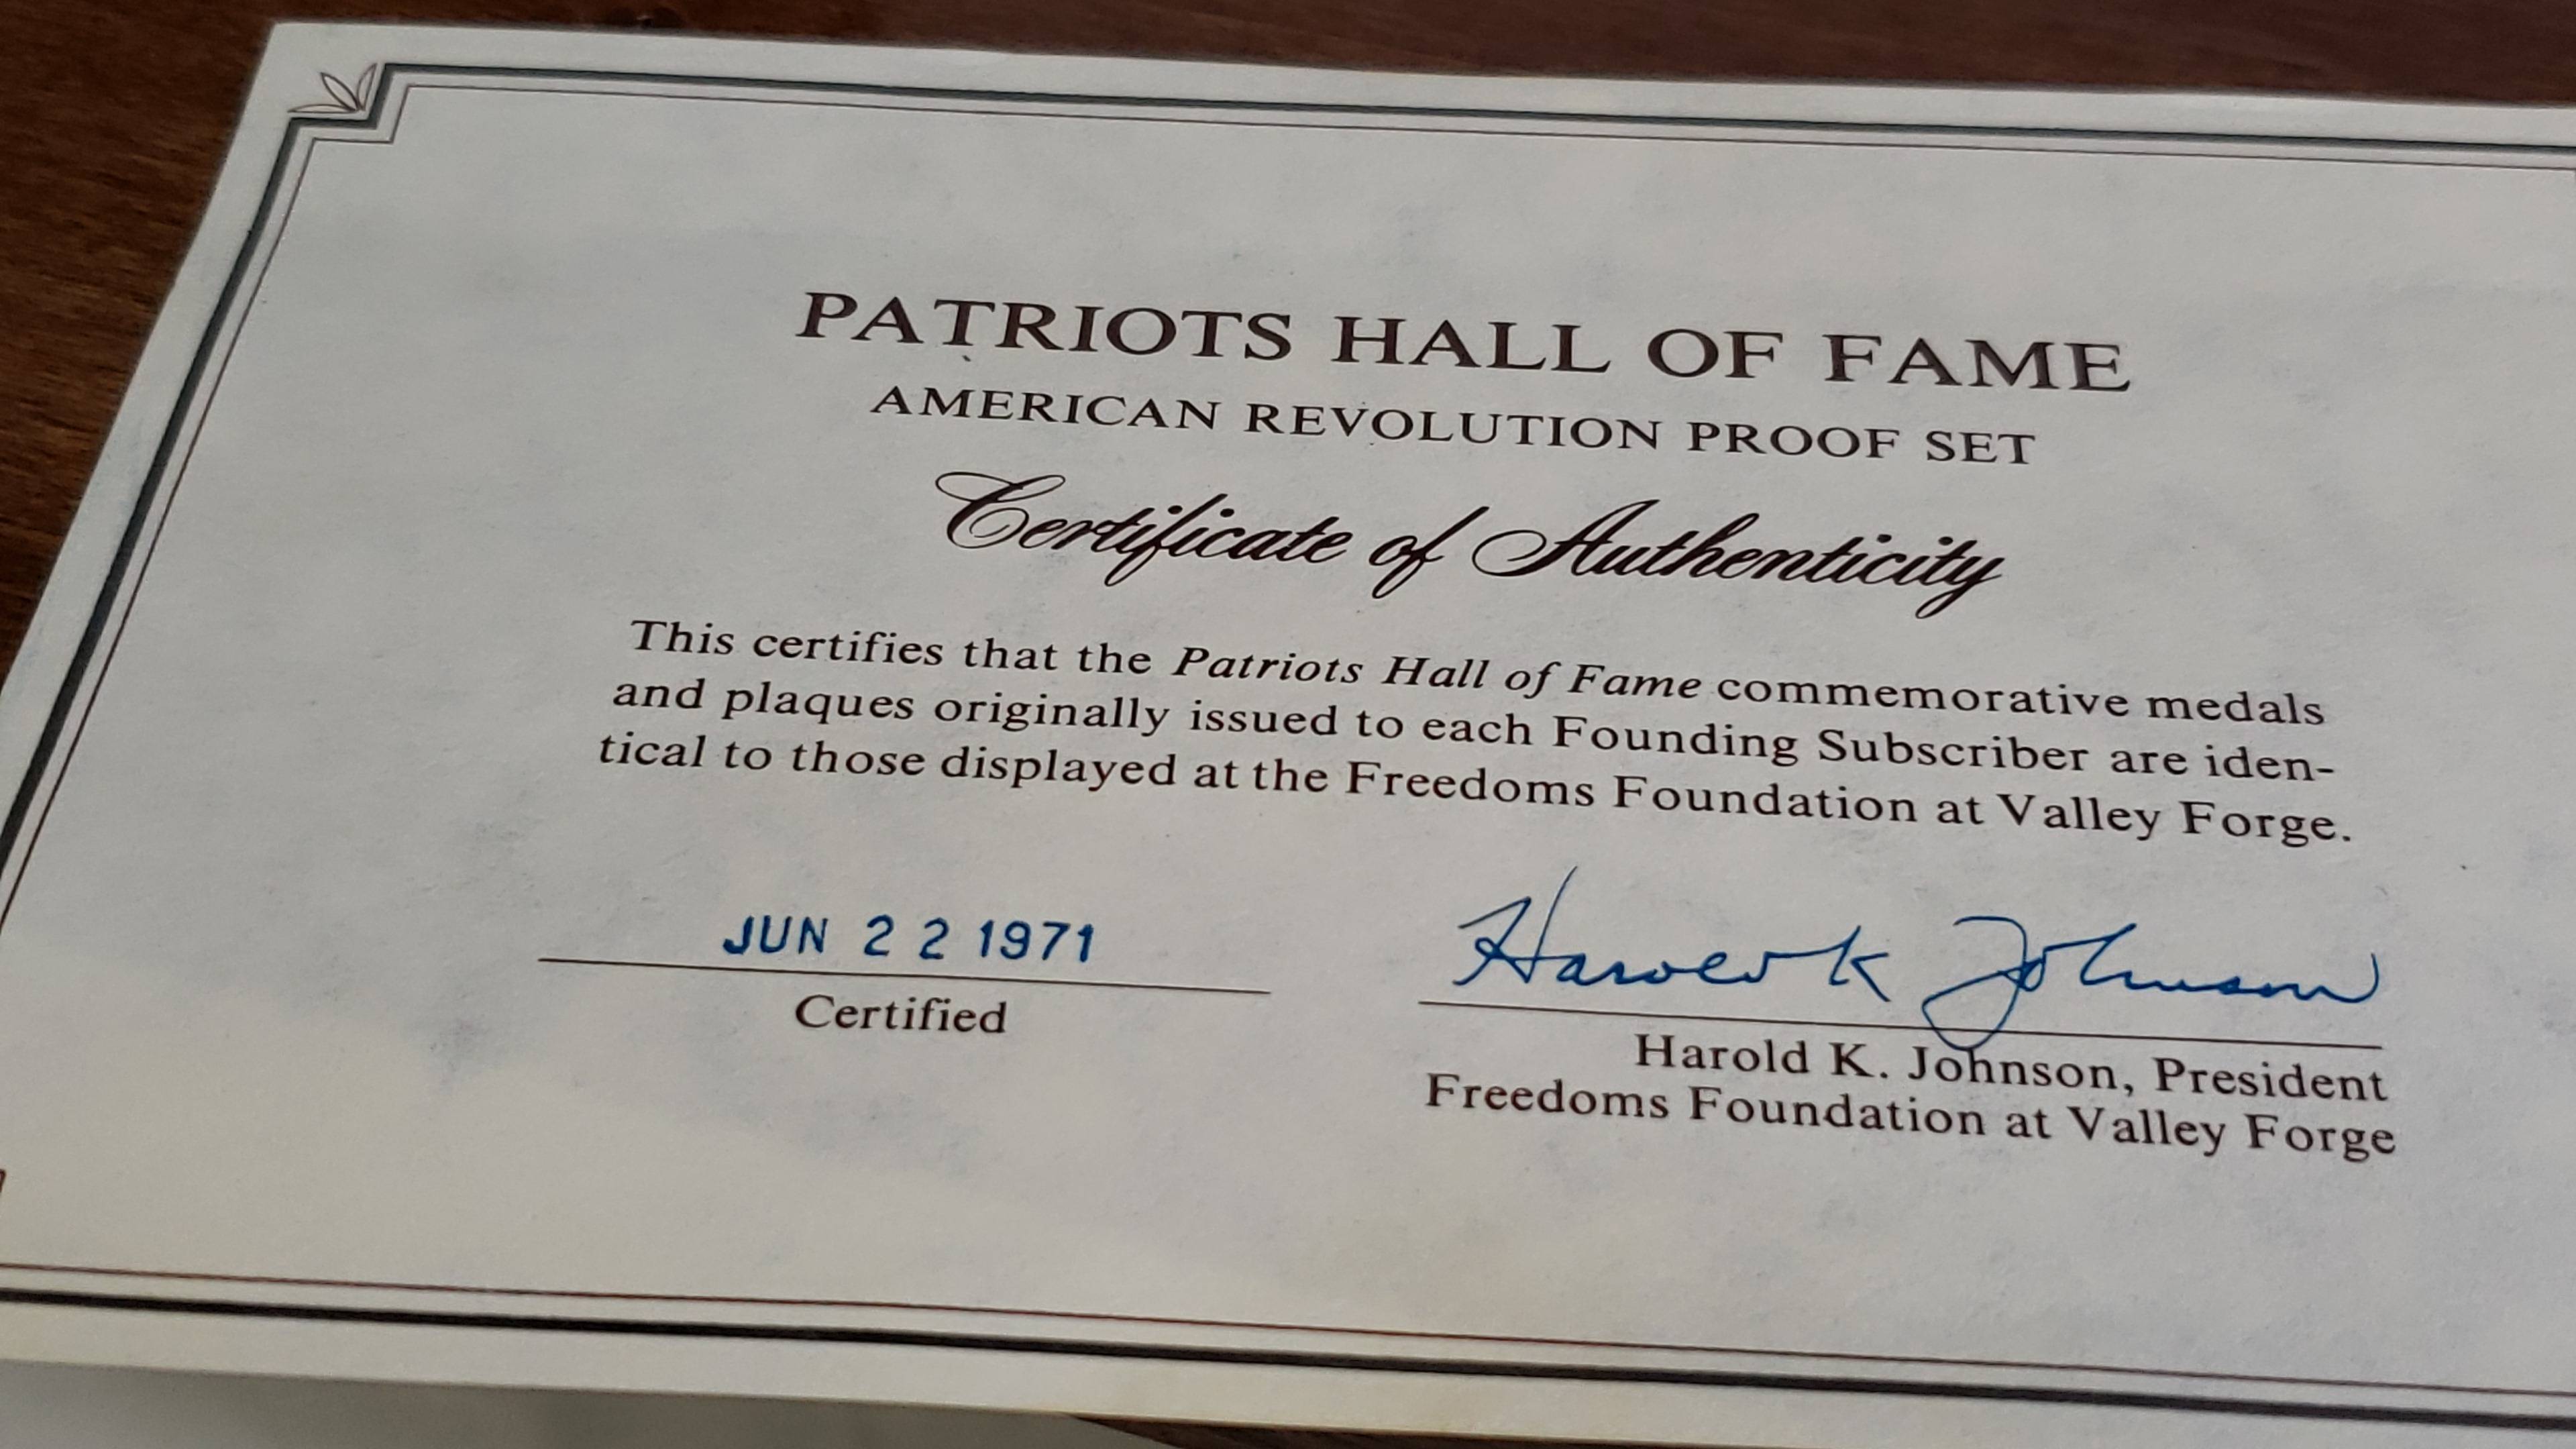 PATRIOTS HALL OF FAME
AMERICAN REVOLUTION PROOF SET
Certificate of Authenticity
This certifies that the Patriots Hall of Fame commemorative medals
and plaques originally issued to each Founding Subscriber are iden-
tical to those displayed at the Freedoms Foundation at Valley Forge.
JUN 22 1971
Certified
Harold K Johnson
Harold K. Johnson, President
Freedoms Foundation at Valley Forge